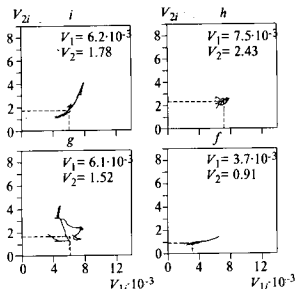 V2i i h
8 V1=6.2·10-3 8 V1=7.5·10-3
V2=1.78 V2=2.43
6 6
4 4
2 2
0 0
g f
8 V1=6.1·10-3 8 V1=3.7·10-3
V2=1.52 V2=0.91
6 6
4 4
2 2
0 0
0 4 8 12·10-3 0 4 8 12·10-3
V1i V1i